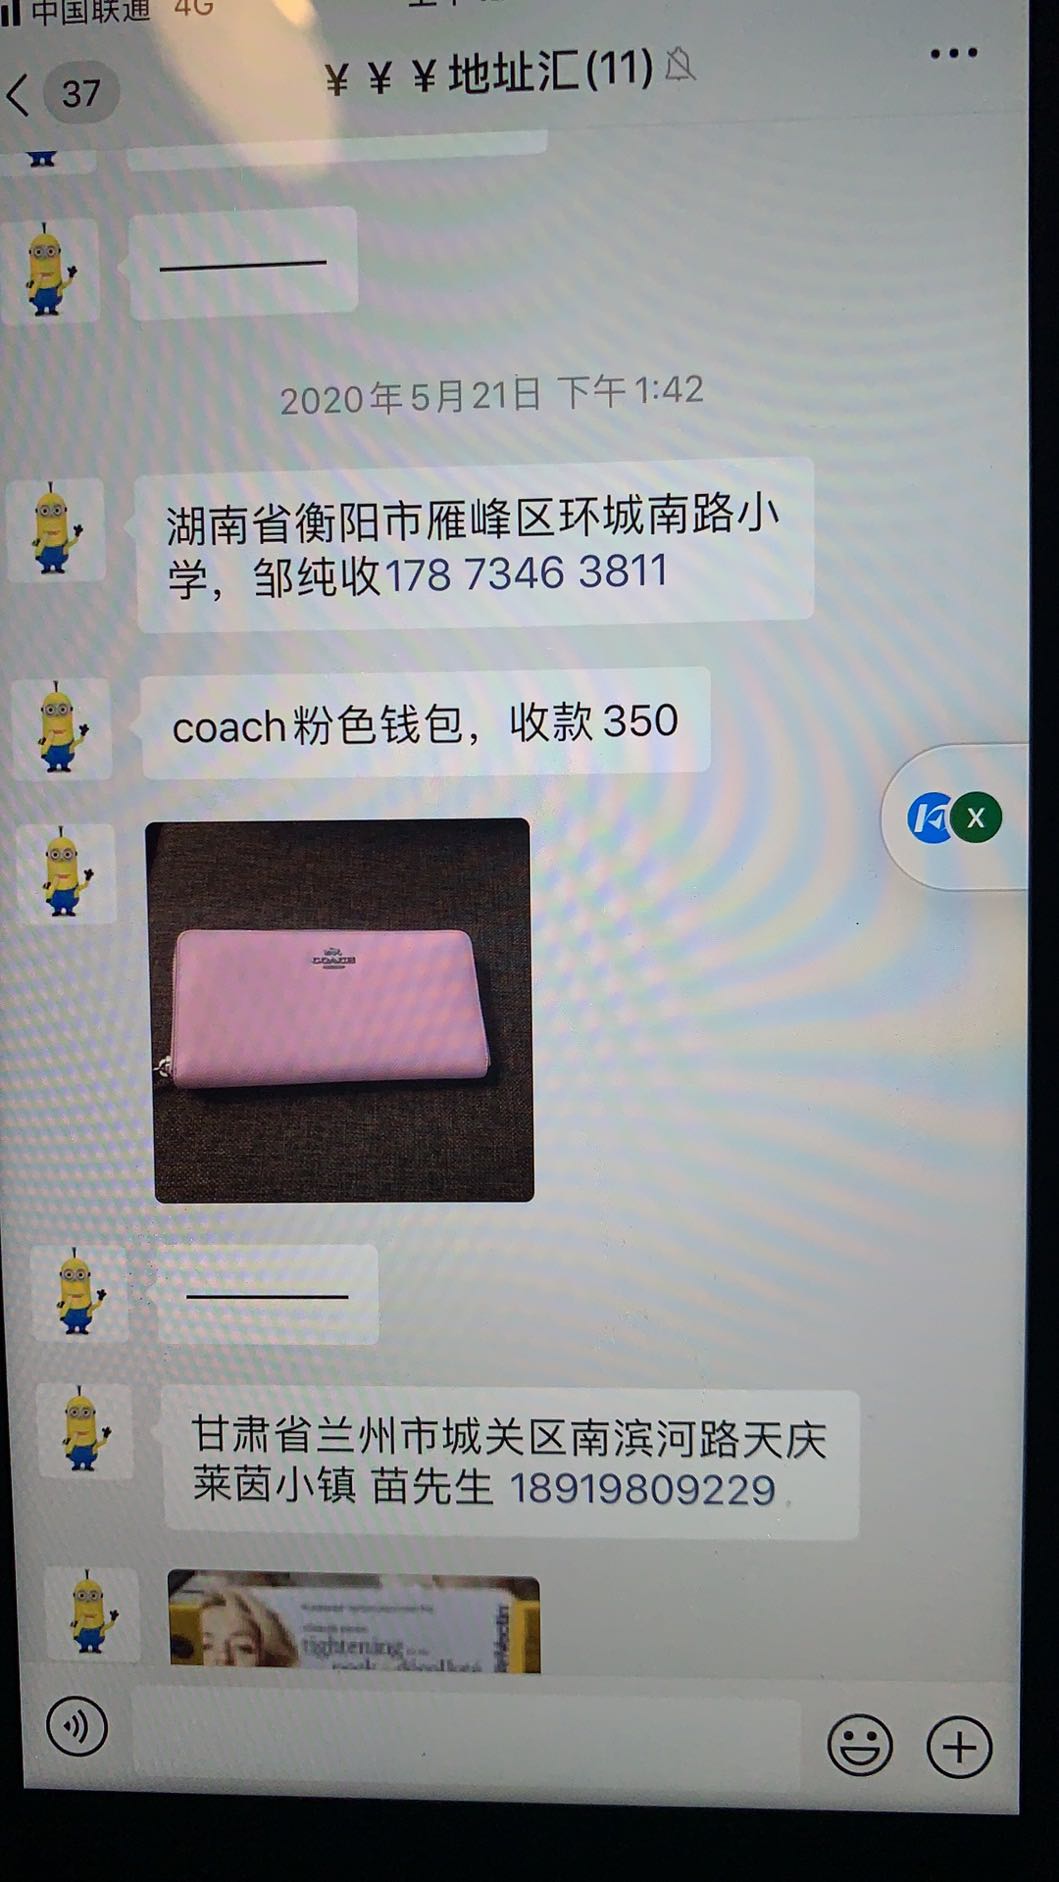 中国联通 4G
37
￥￥￥地址汇(11)
2020年5月21日 下午1:42
湖南省衡阳市雁峰区环城南路小
学，邹纯收178 7346 3811
coach粉色钱包，收款350
X
COACH
甘肃省兰州市城关区南滨河路天庆
莱茵小镇 苗先生 18919809229
tightening